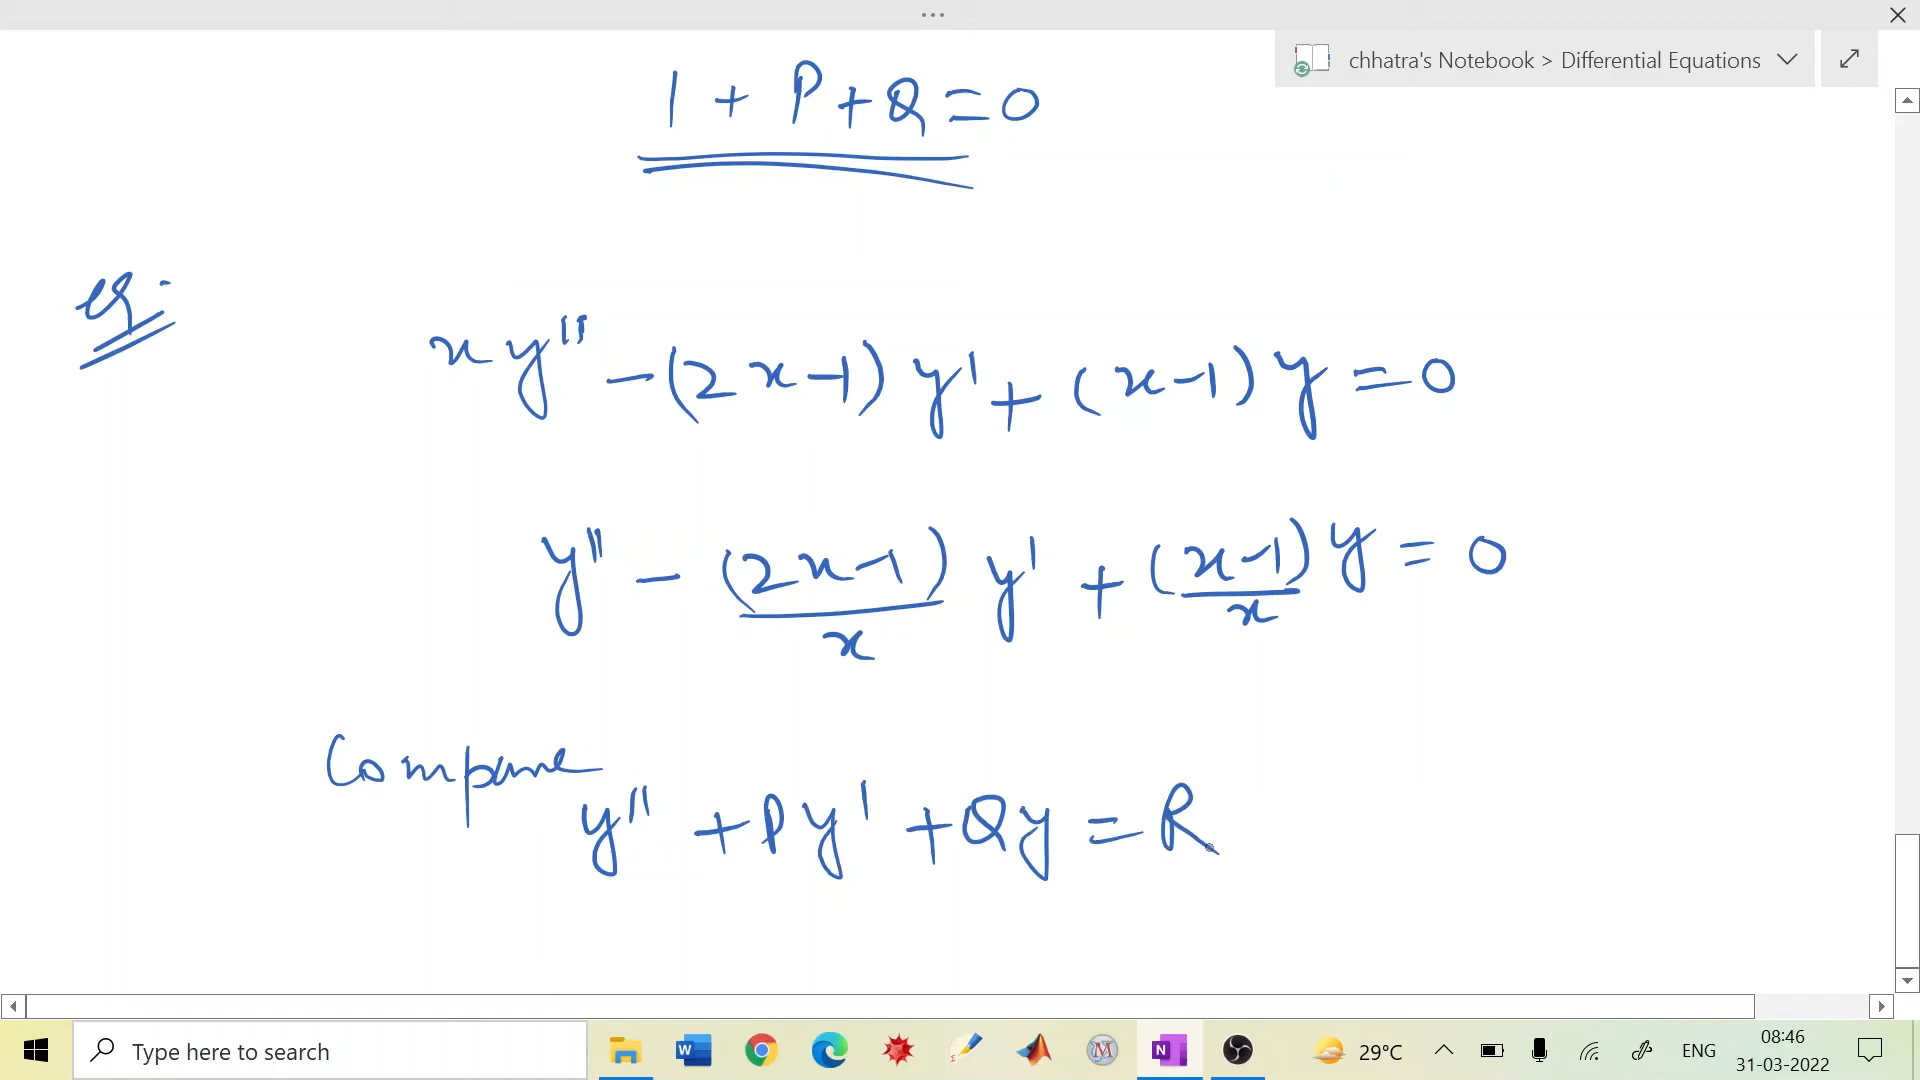 chhatra's Notebook > Differential Equations
1 + P + Q = 0
eg:
x y'' - (2x-1) y' + (x-1) y = 0
y'' - (2x-1)/x y' + (x-1)/x y = 0
Compare
y'' + Py' + Qy = R
Type here to search
29°C
ENG
08:46
31-03-2022